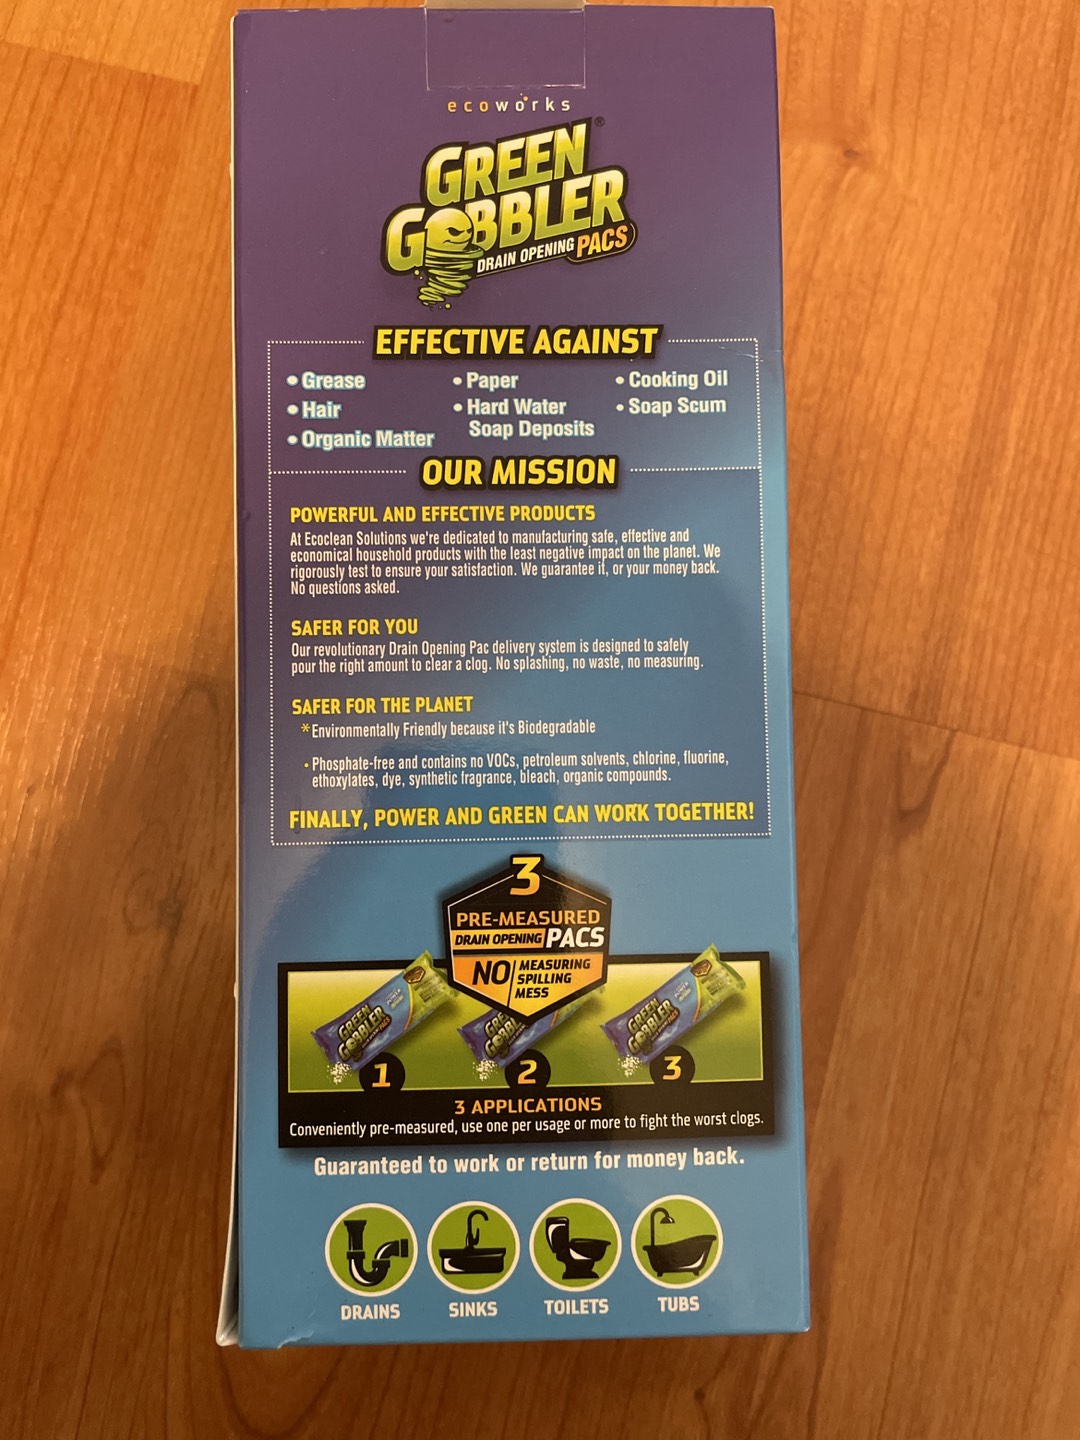 ecoworks
GREEN
GOBBLER®
DRAIN OPENING PACS
EFFECTIVE AGAINST
• Grease
• Hair
• Organic Matter
• Paper
• Hard Water
Soap Deposits
• Cooking Oil
• Soap Scum
OUR MISSION
POWERFUL AND EFFECTIVE PRODUCTS
At Ecoclean Solutions we're dedicated to manufacturing safe, effective and
economical household products with the least negative impact on the planet. We
rigorously test to ensure your satisfaction. We guarantee it, or your money back.
No questions asked.
SAFER FOR YOU
Our revolutionary Drain Opening Pac delivery system is designed to safely
pour the right amount to clear a clog. No splashing, no waste, no measuring.
SAFER FOR THE PLANET
*Environmentally Friendly because it's Biodegradable
• Phosphate-free and contains no VOCs, petroleum solvents, chlorine, fluorine,
ethoxylates, dye, synthetic fragrance, bleach, organic compounds.
FINALLY, POWER AND GREEN CAN WORK TOGETHER!
3
PRE-MEASURED
DRAIN OPENING PACS
NO MEASURING
SPILLING
MESS
GREEN
GOBBLER
1
2
GREEN
GOBBLER
3
3 APPLICATIONS
Conveniently pre-measured, use one per usage or more to fight the worst clogs.
Guaranteed to work or return for money back.
DRAINS
SINKS
TOILETS
TUBS